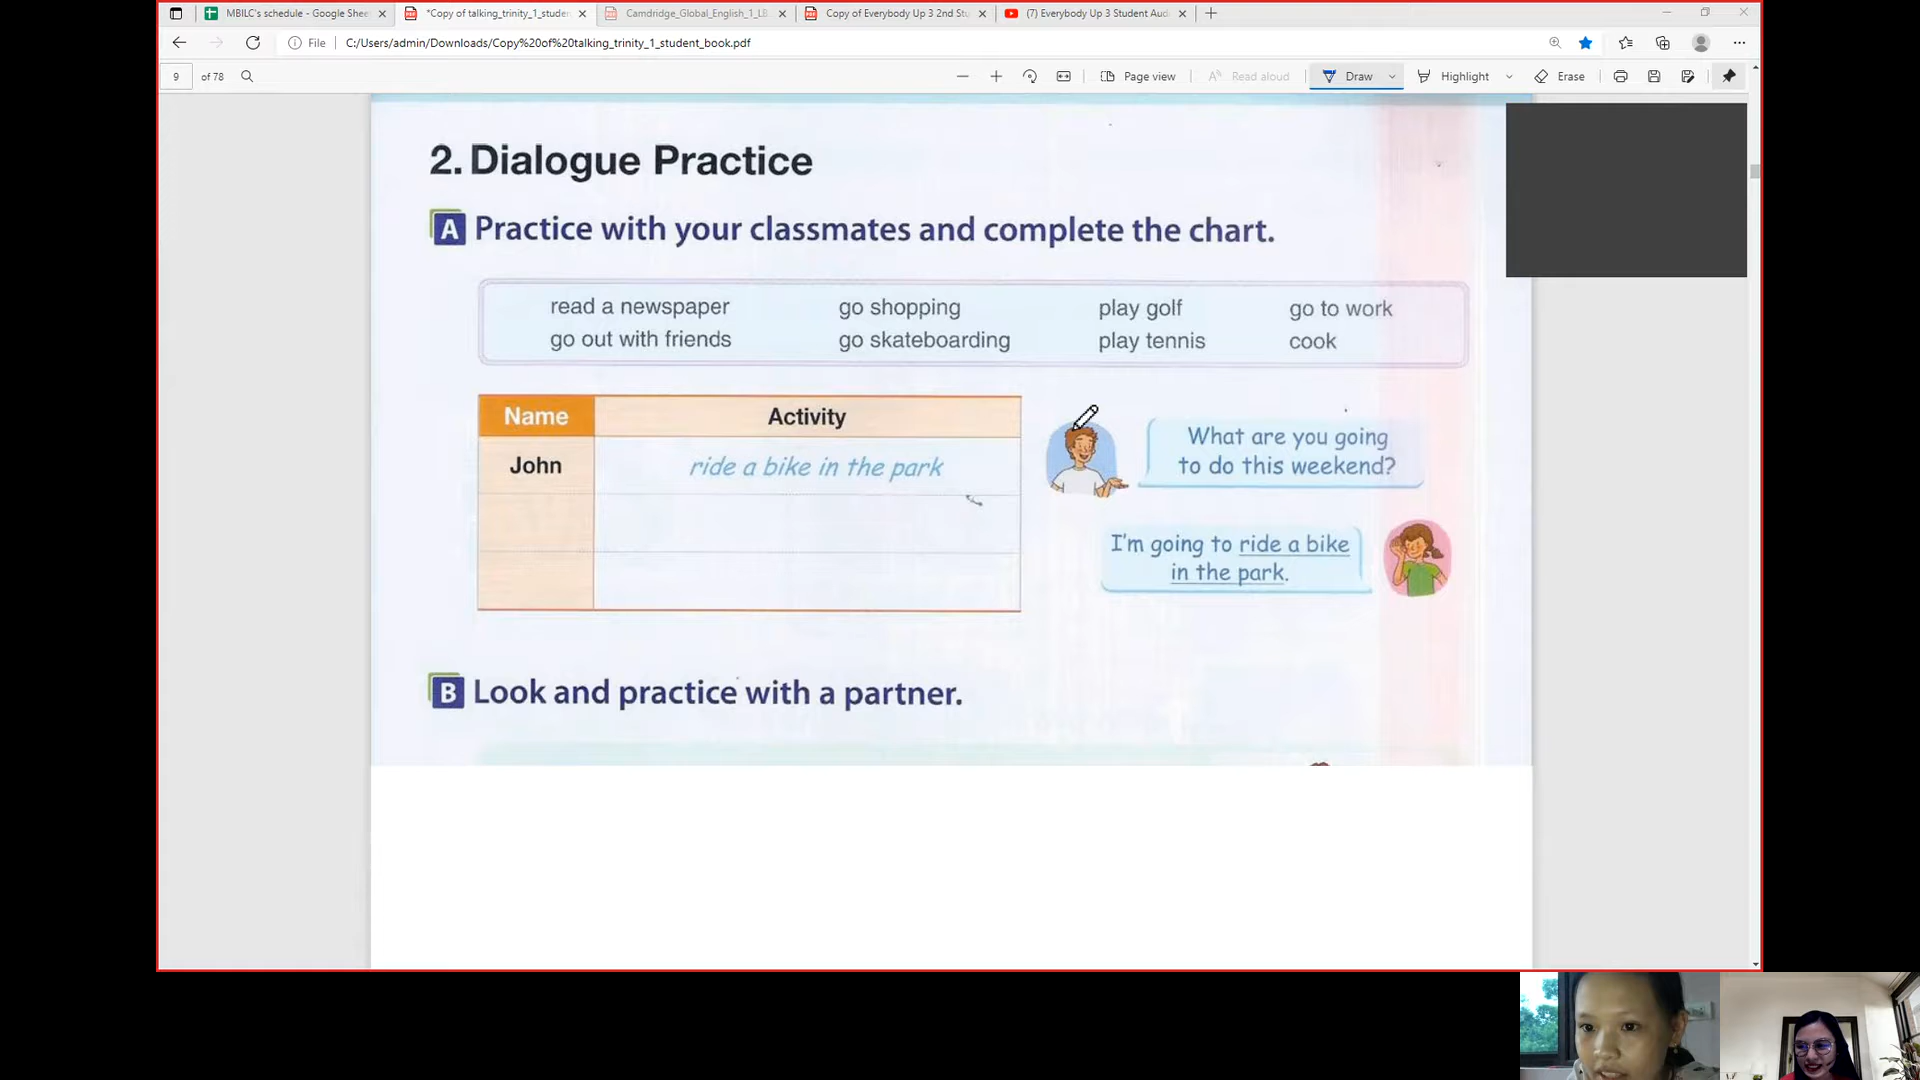 MBILC's schedule - Google Shee
*Copy of talking_trinity_1_studen
Camdridge_Global_English_1_LB
Copy of Everybody Up 3 2nd Stu
(7) Everybody Up 3 Student Aud
File C:/Users/admin/Downloads/Copy%20of%20talking_trinity_1_student_book.pdf
9 of 78
Page view
Read aloud
Draw
Highlight
Erase
2. Dialogue Practice
A Practice with your classmates and complete the chart.
read a newspaper go shopping play golf go to work
go out with friends go skateboarding play tennis cook
Name Activity
John ride a bike in the park
What are you going
to do this weekend?
I'm going to ride a bike
in the park.
B Look and practice with a partner.